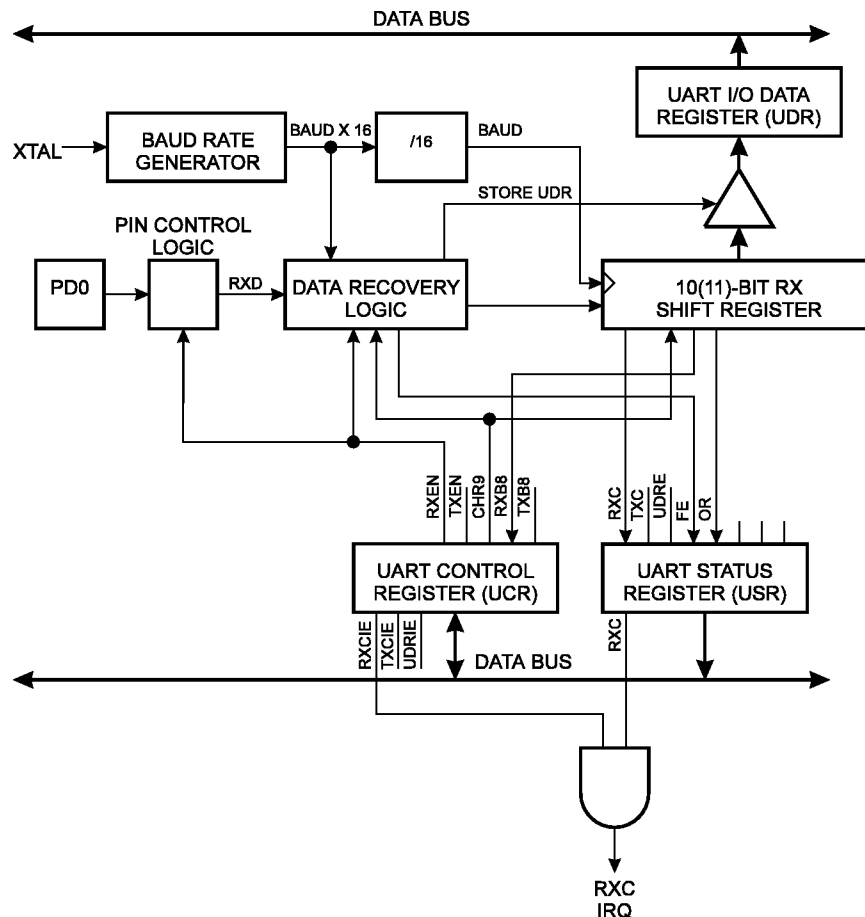 DATA BUS
UART I/O DATA
REGISTER (UDR)
XTAL
BAUD RATE
GENERATOR
BAUD X 16
/16
BAUD
STORE UDR
PIN CONTROL
LOGIC
PD0
RXD
DATA RECOVERY
LOGIC
10(11)-BIT RX
SHIFT REGISTER
RXEN
TXEN
CHR9
RXB8
TXB8
RXC
TXC
UDRE
FE
OR
UART CONTROL
REGISTER (UCR)
UART STATUS
REGISTER (USR)
RXCIE
TXCIE
UDRIE
RXC
DATA BUS
RXC
IRQ